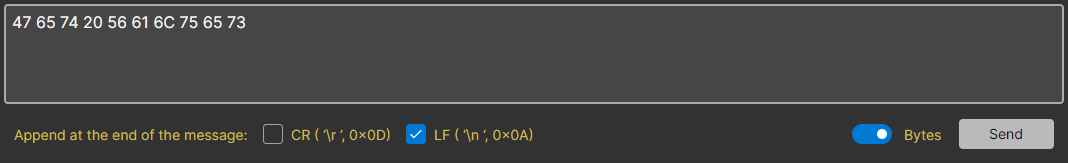 47 65 74 20 56 61 6C 75 65 73
Append at the end of the message: CR ( '\r ', 0×0D) LF ( '\n ', 0×0A) Bytes Send